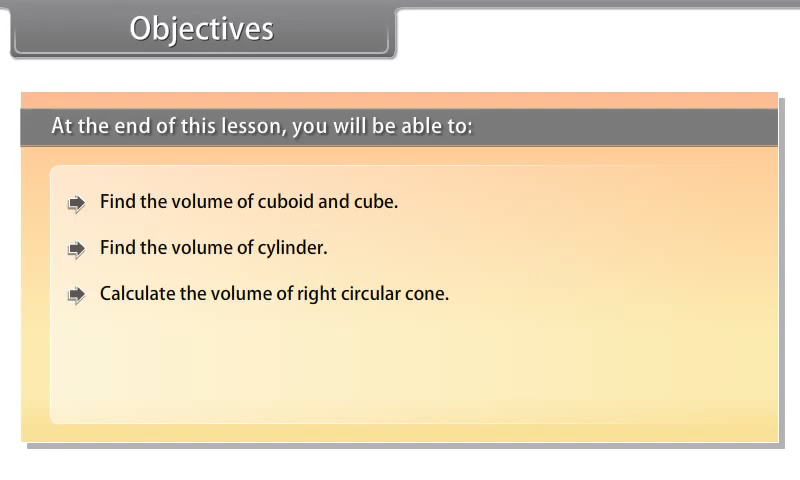 Objectives
At the end of this lesson, you will be able to:
Find the volume of cuboid and cube.
Find the volume of cylinder.
Calculate the volume of right circular cone.